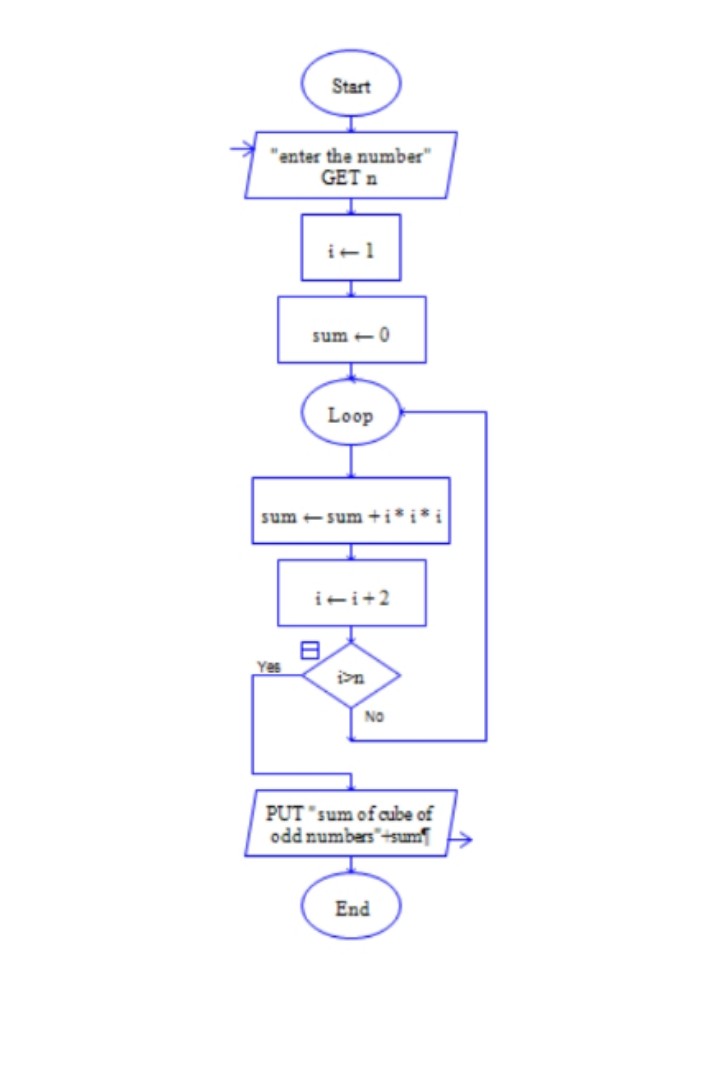 Start
"enter the number"
GET n
i ← 1
sum ← 0
Loop
sum ← sum + i * i * i
i ← i + 2
Yes
i>n
No
PUT "sum of cube of
odd numbers"+sum¶
End